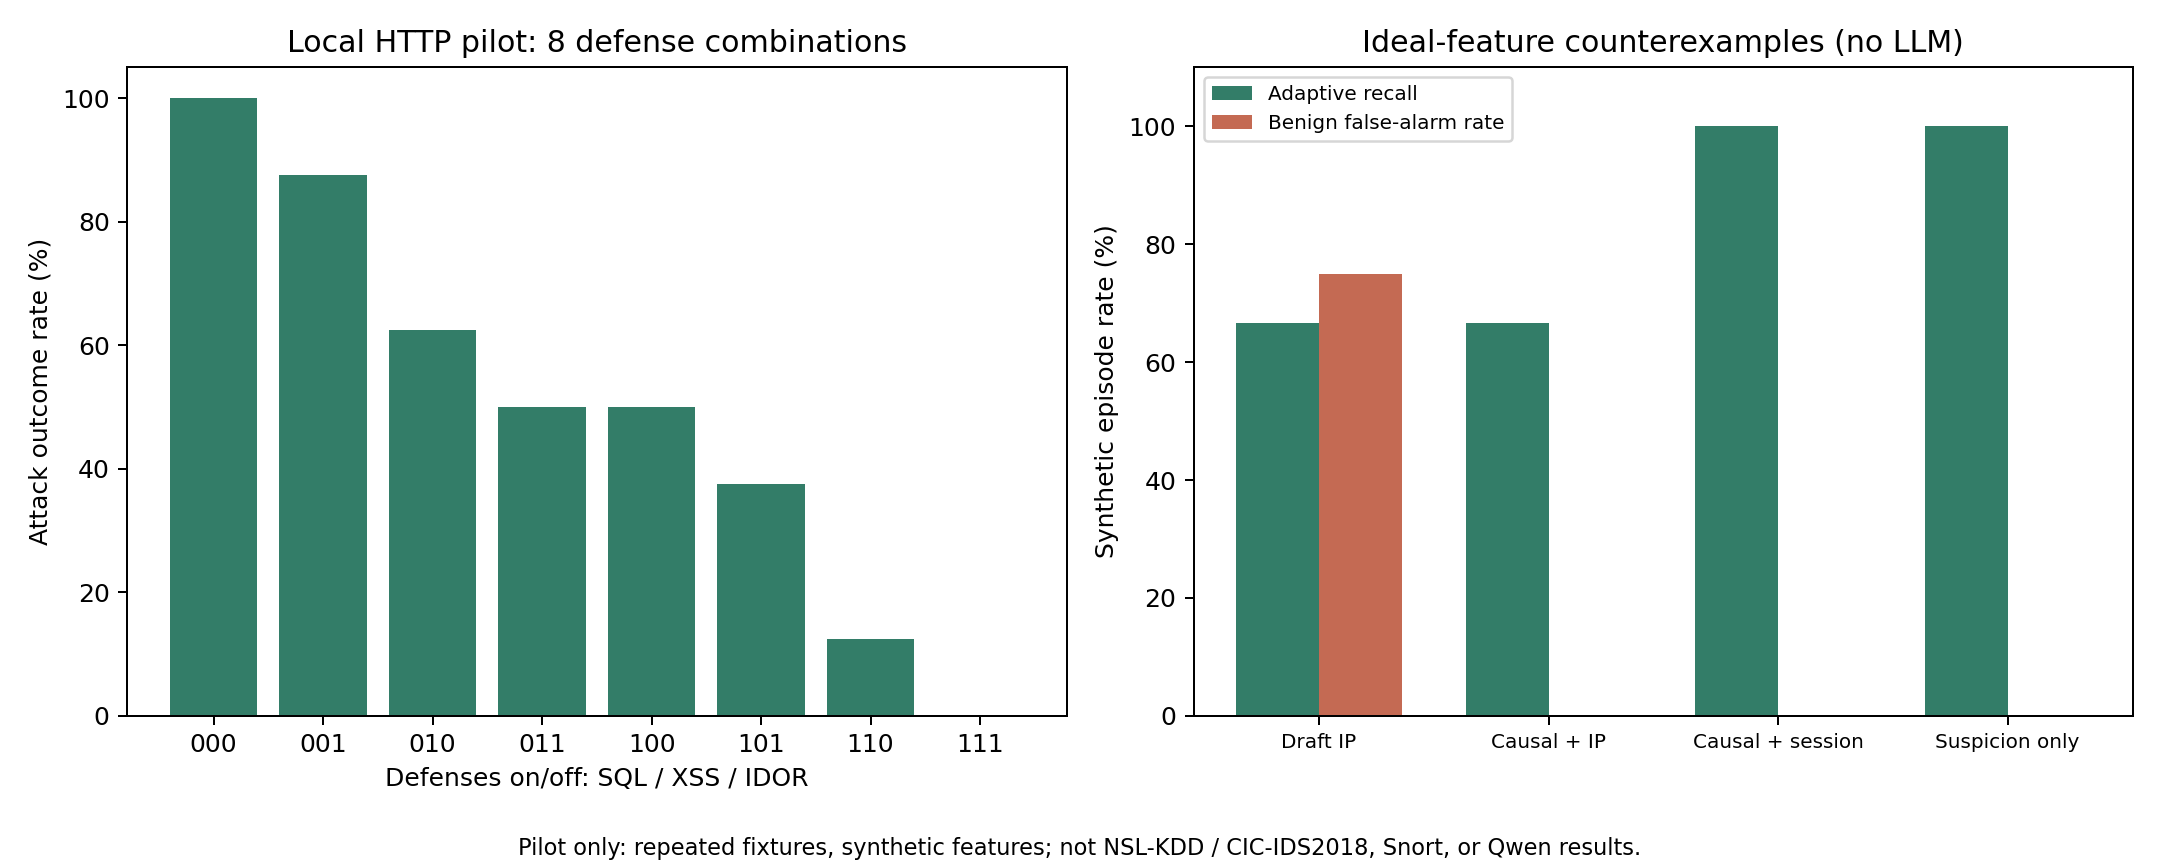 Local HTTP pilot: 8 defense combinations
Attack outcome rate (%)
100
80
60
40
20
0
000 001 010 011 100 101 110 111
Defenses on/off: SQL / XSS / IDOR
Ideal-feature counterexamples (no LLM)
Adaptive recall
Benign false-alarm rate
Synthetic episode rate (%)
100
80
60
40
20
0
Draft IP Causal + IP Causal + session Suspicion only
Pilot only: repeated fixtures, synthetic features; not NSL-KDD / CIC-IDS2018, Snort, or Qwen results.